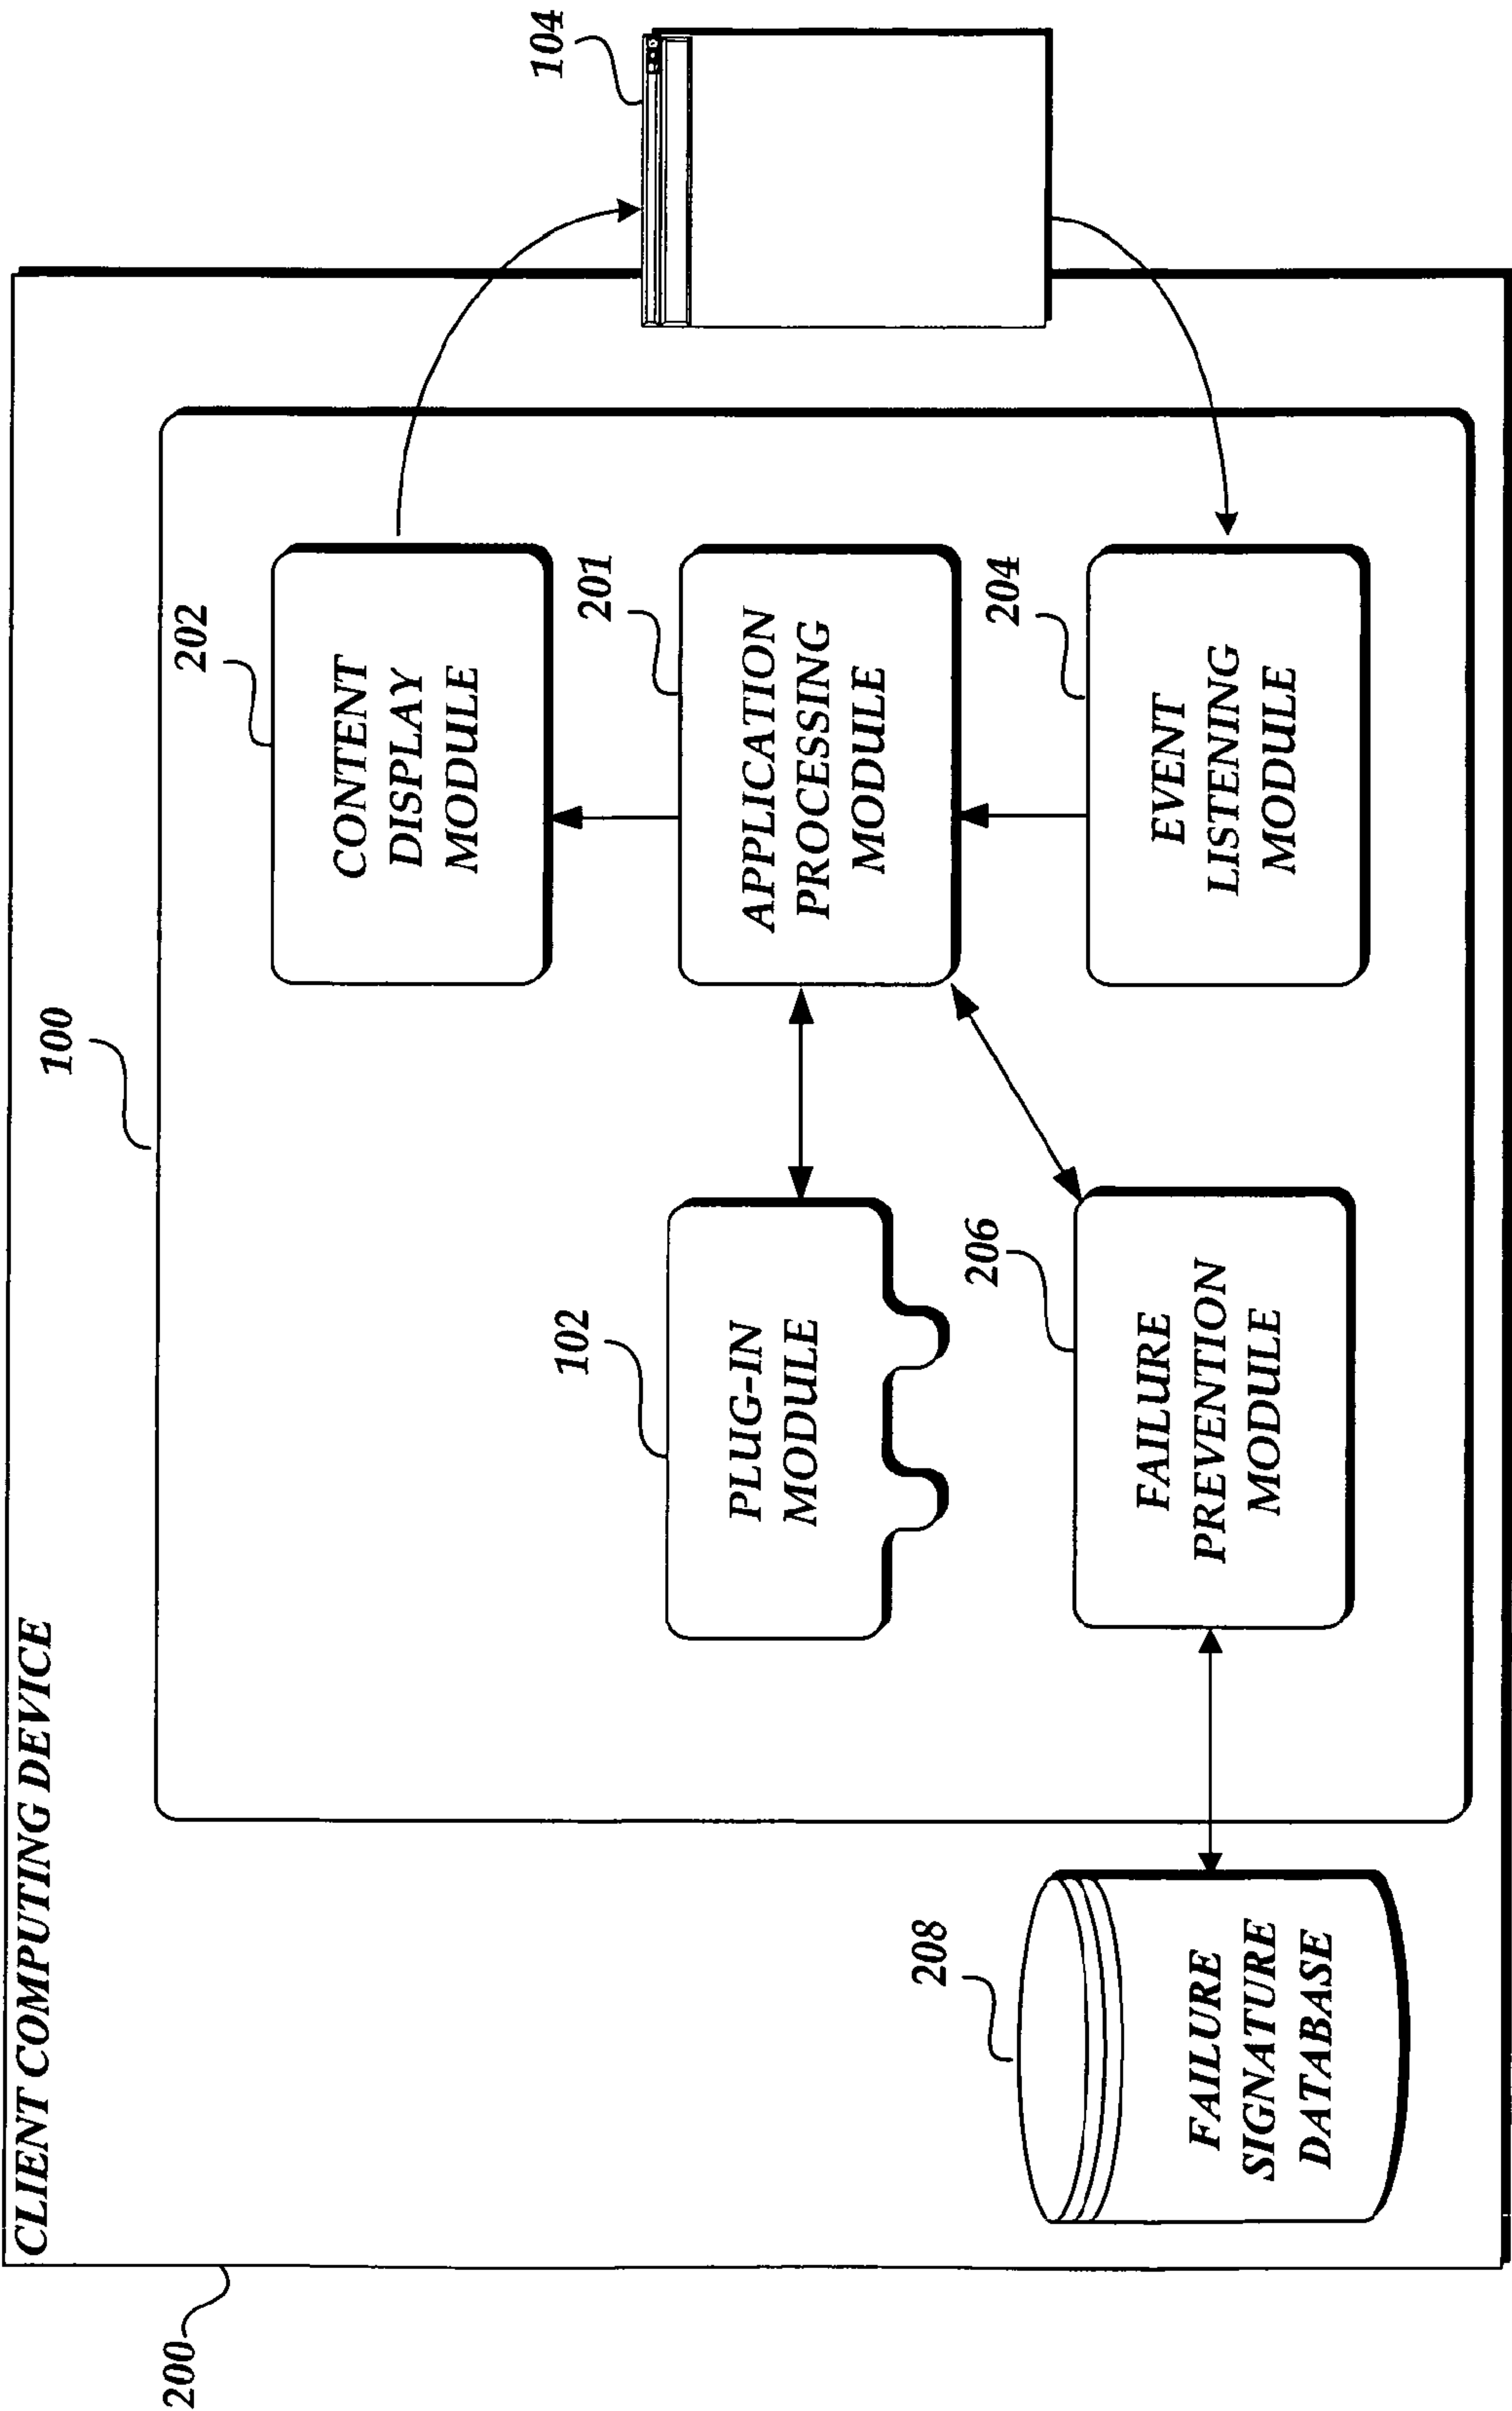 200
CLIENT COMPUTING DEVICE
100
202
CONTENT
DISPLAY
MODULE
104
102
PLUG-IN
MODULE
201
APPLICATION
PROCESSING
MODULE
208
FAILURE
SIGNATURE
DATABASE
206
FAILURE
PREVENTION
MODULE
204
EVENT
LISTENING
MODULE